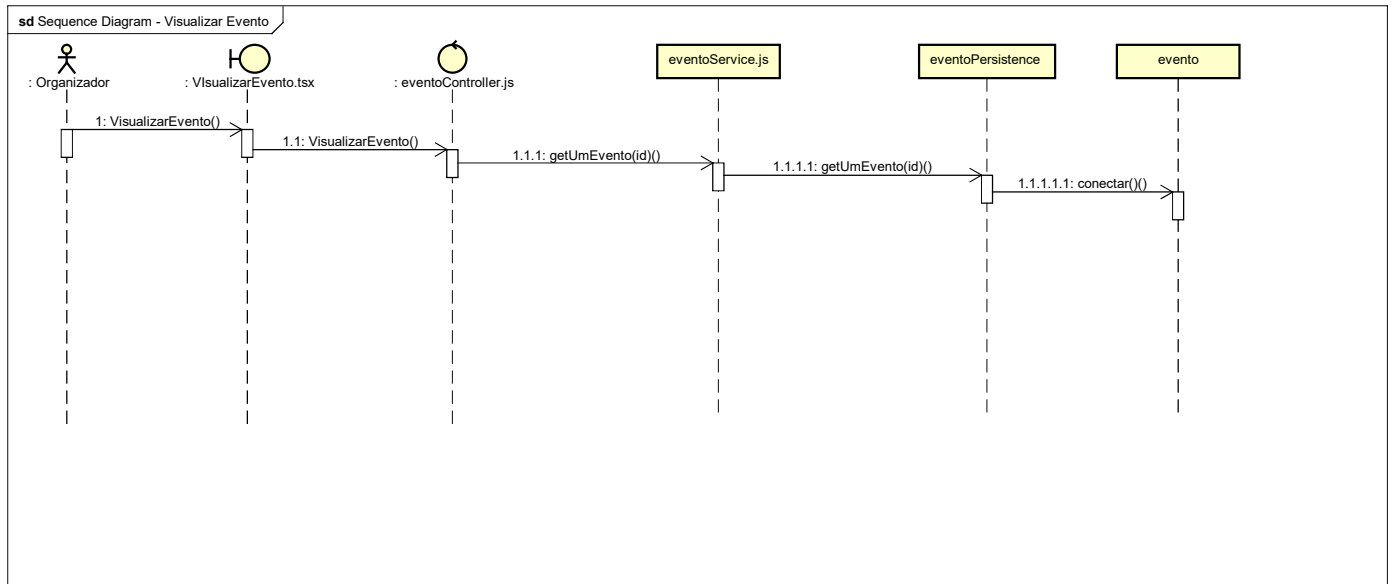 sd Sequence Diagram - Visualizar Evento
: Organizador
: VIsualizarEvento.tsx
: eventoController.js
eventoService.js
eventoPersistence
evento
1: VisualizarEvento()
1.1: VisualizarEvento()
1.1.1: getUmEvento(id)()
1.1.1.1: getUmEvento(id)()
1.1.1.1.1: conectar()()